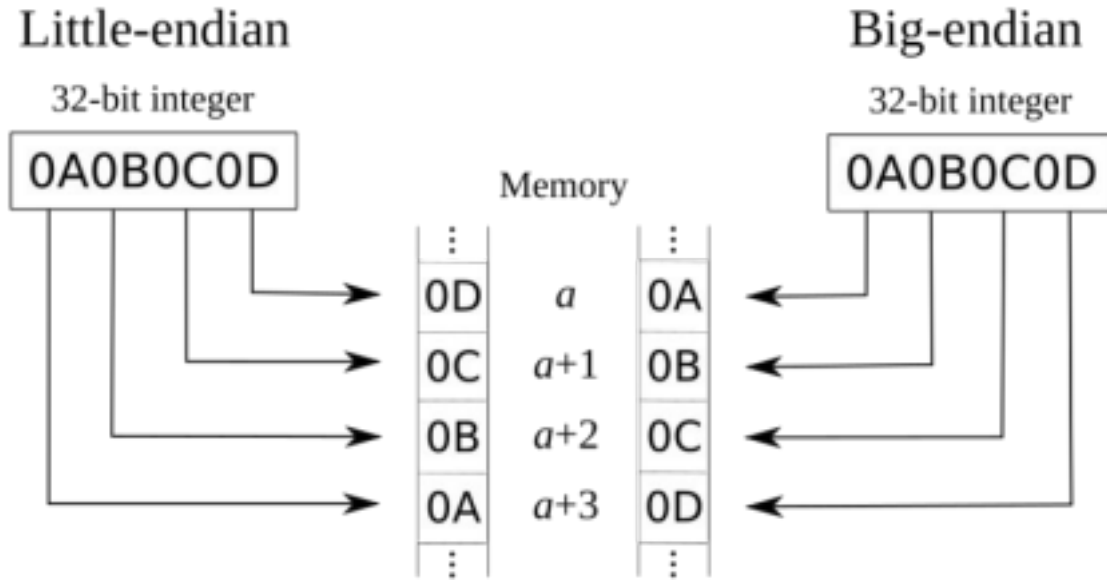 Little-endian
32-bit integer
0A0B0C0D
Big-endian
32-bit integer
0A0B0C0D
Memory
⋮ ⋮
0D a 0A
0C a+1 0B
0B a+2 0C
0A a+3 0D
⋮ ⋮